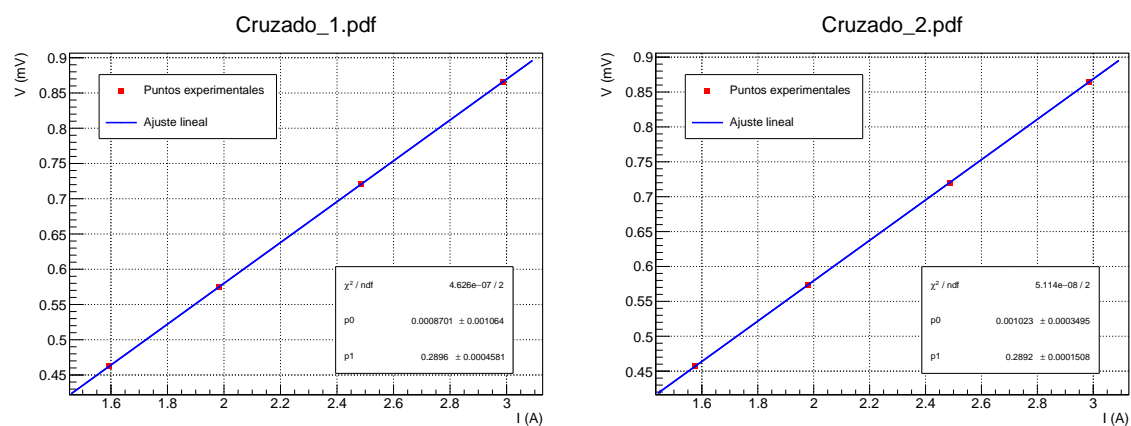 Cruzado_1.pdf
V (mV)
0.9
0.85
0.8
0.75
0.7
0.65
0.6
0.55
0.5
0.45
Puntos experimentales
Ajuste lineal
χ² / ndf 4.626e−07 / 2
p0 0.0008701 ± 0.001064
p1 0.2896 ± 0.0004581
1.6 1.8 2 2.2 2.4 2.6 2.8 3
I (A)
Cruzado_2.pdf
V (mV)
0.9
0.85
0.8
0.75
0.7
0.65
0.6
0.55
0.5
0.45
Puntos experimentales
Ajuste lineal
χ² / ndf 5.114e−08 / 2
p0 0.001023 ± 0.0003495
p1 0.2892 ± 0.0001508
1.6 1.8 2 2.2 2.4 2.6 2.8 3
I (A)